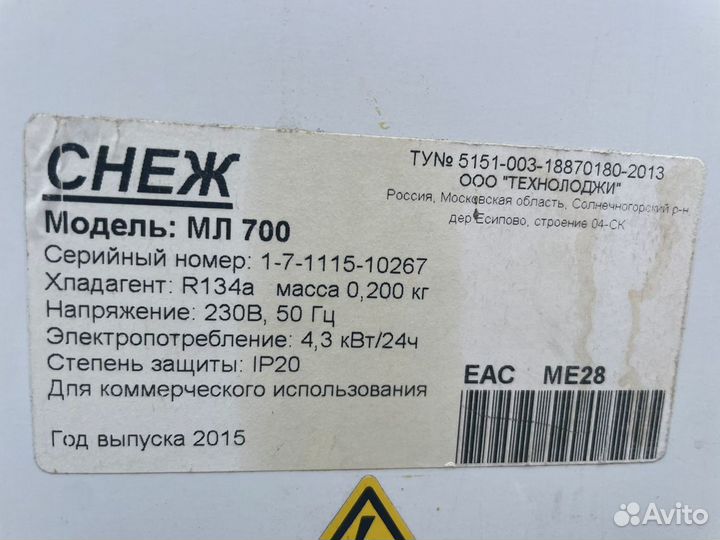 СНЕЖ
Модель: МЛ 700
Серийный номер: 1-7-1115-10267
Хладагент: R134a масса 0,200 кг
Напряжение: 230В, 50 Гц
Электропотребление: 4,3 кВт/24ч
Степень защиты: IP20
Для коммерческого использования
Год выпуска 2015
ТУ№ 5151-003-18870180-2013
ООО "ТЕХНОЛОДЖИ"
Россия, Московская область, Солнечногорский р-н
дер.Есипово, строение 04-СК
ЕАС МЕ28
Avito